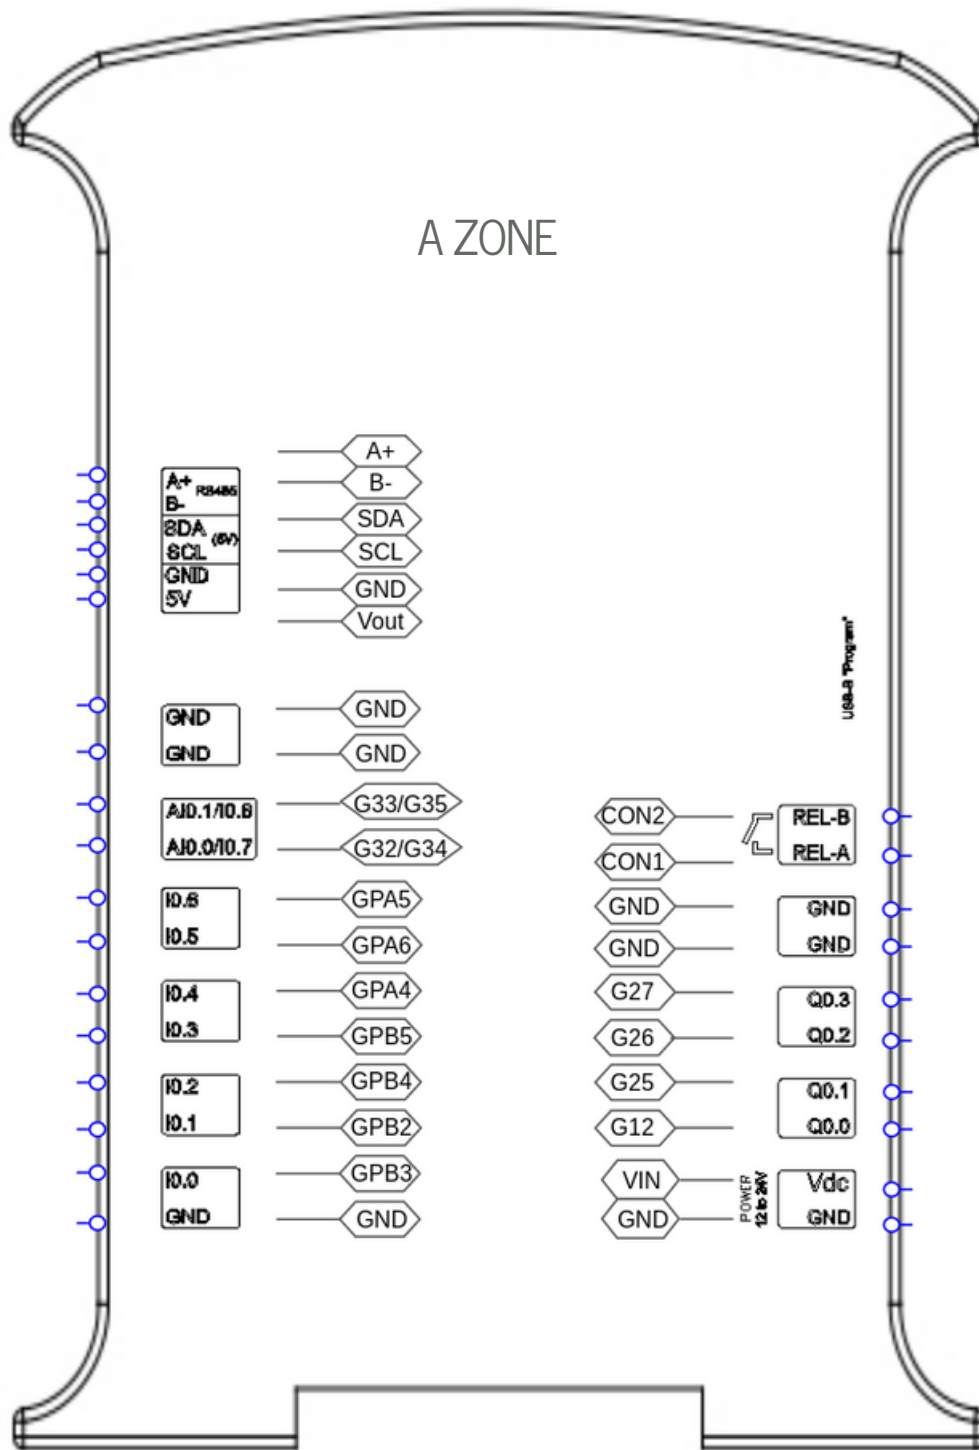 A ZONE
A+ RS485
B-
SDA (5V)
SCL
GND
5V
A+
B-
SDA
SCL
GND
Vout
USB-B "Program"
GND
GND
GND
GND
AI0.1/I0.8
AI0.0/I0.7
G33/G35
G32/G34
I0.6
I0.5
GPA5
GPA6
I0.4
I0.3
GPA4
GPB5
I0.2
I0.1
GPB4
GPB2
I0.0
GND
GPB3
GND
CON2
CON1
REL-B
REL-A
GND
GND
GND
GND
G27
G26
Q0.3
Q0.2
G25
G12
Q0.1
Q0.0
VIN
GND
POWER
12 to 24V
Vdc
GND